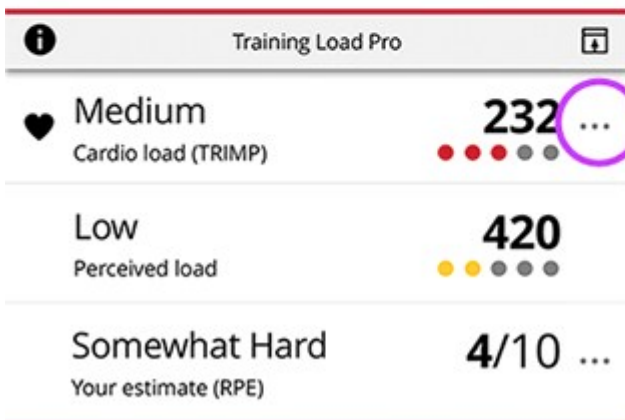 Training Load Pro
Medium 232 ...
Cardio load (TRIMP)
Low 420
Perceived load
Somewhat Hard 4/10 ...
Your estimate (RPE)